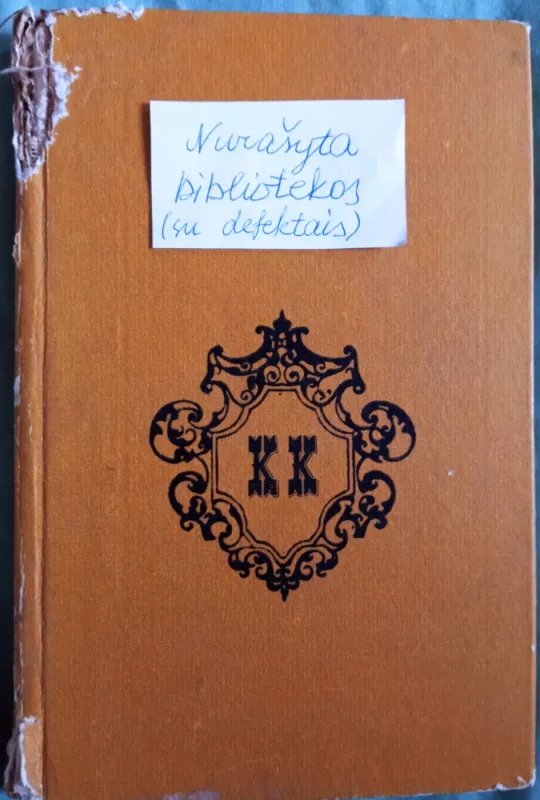 Nurašyta
bibliotekos
(su defektais)
KK